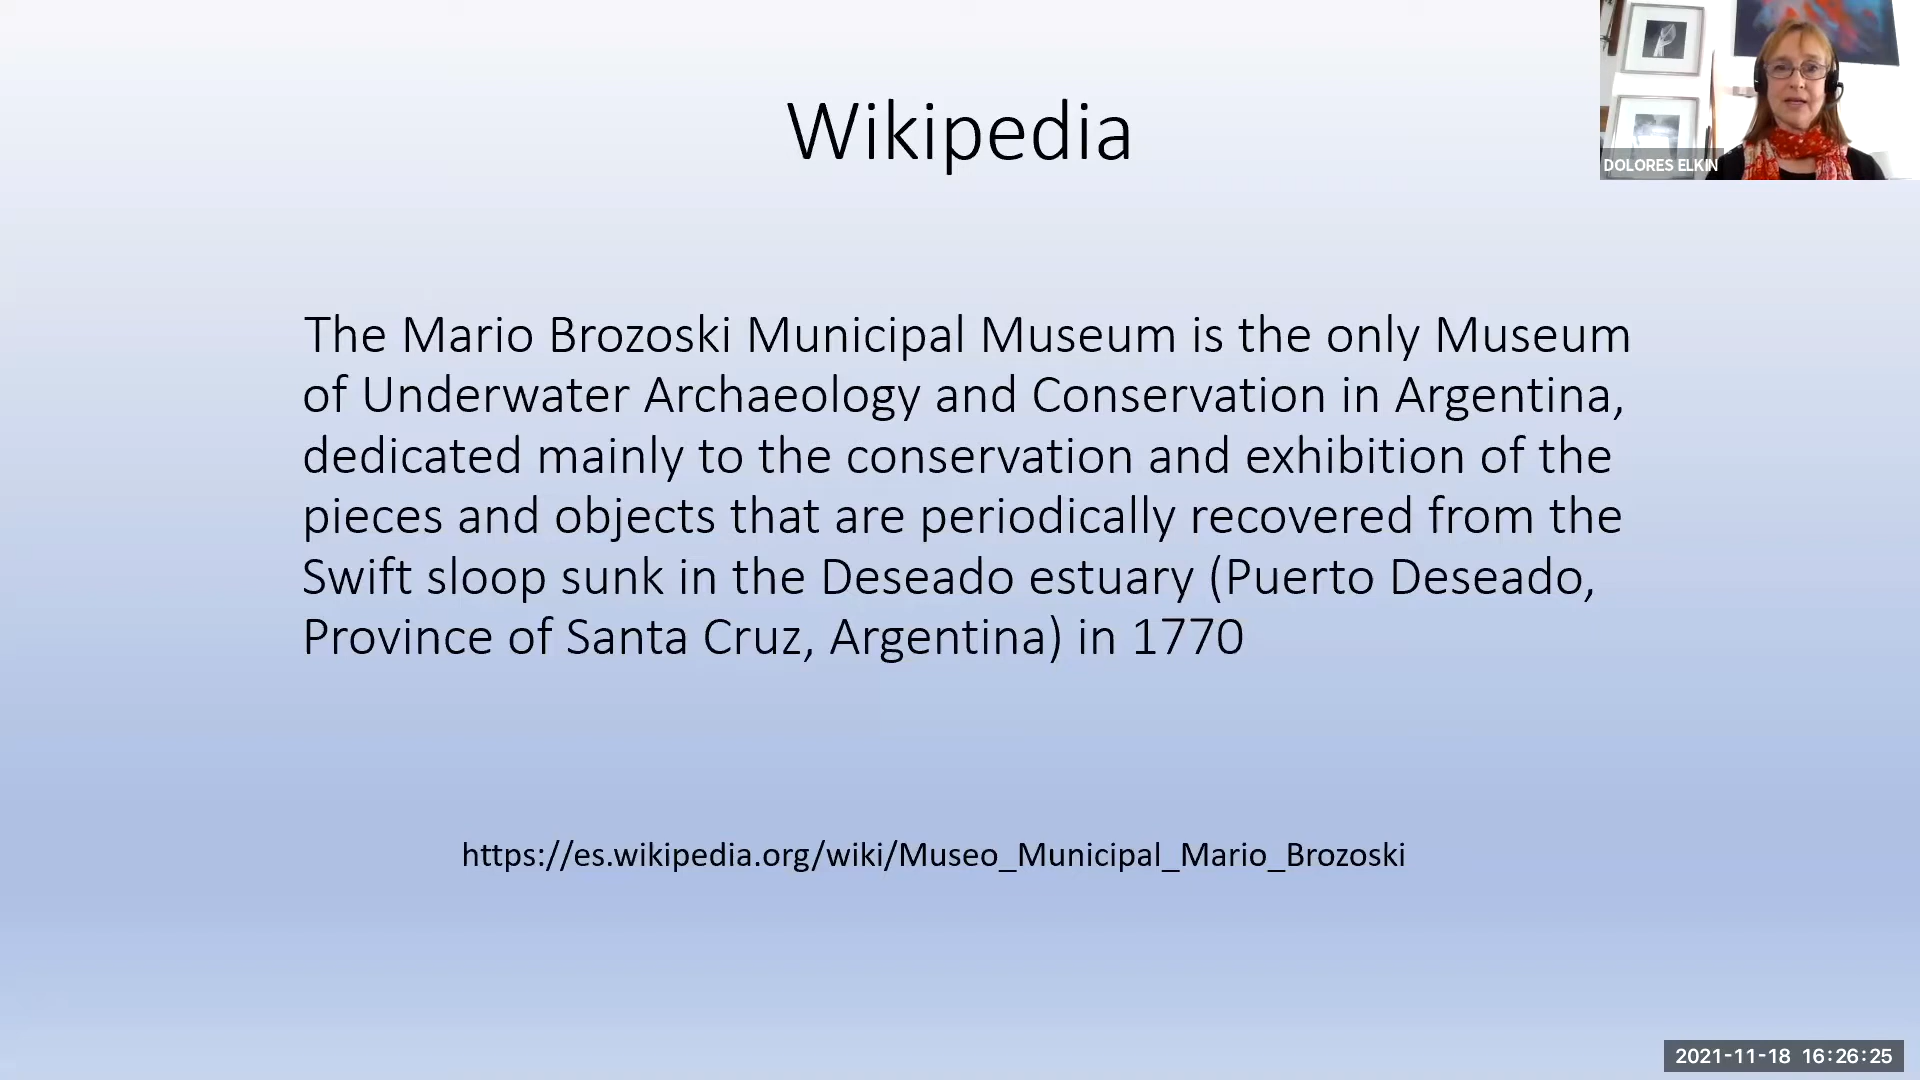 Wikipedia
DOLORES ELKIN
The Mario Brozoski Municipal Museum is the only Museum
of Underwater Archaeology and Conservation in Argentina,
dedicated mainly to the conservation and exhibition of the
pieces and objects that are periodically recovered from the
Swift sloop sunk in the Deseado estuary (Puerto Deseado,
Province of Santa Cruz, Argentina) in 1770
https://es.wikipedia.org/wiki/Museo_Municipal_Mario_Brozoski
2021-11-18 16:26:25